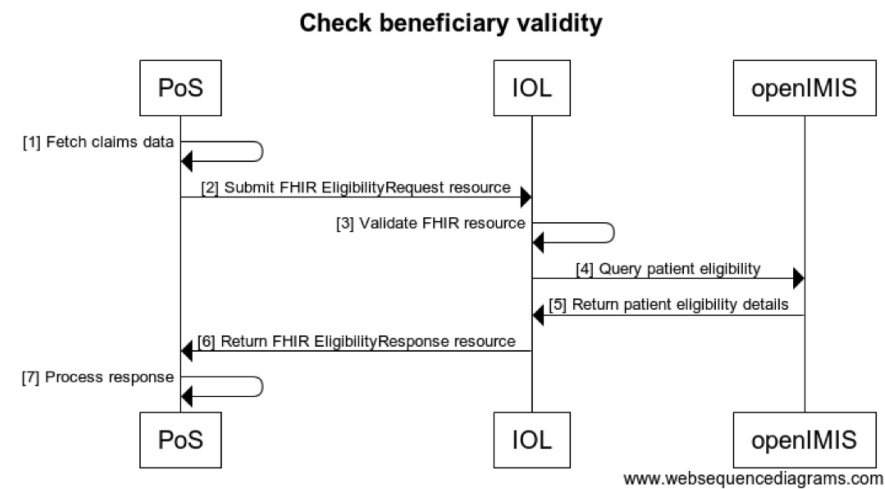 Check beneficiary validity
PoS
IOL
openIMIS
[1] Fetch claims data
[2] Submit FHIR EligibilityRequest resource
[3] Validate FHIR resource
[4] Query patient eligibility
[5] Return patient eligibility details
[6] Return FHIR EligibilityResponse resource
[7] Process response
PoS
IOL
openIMIS
www.websequencediagrams.com